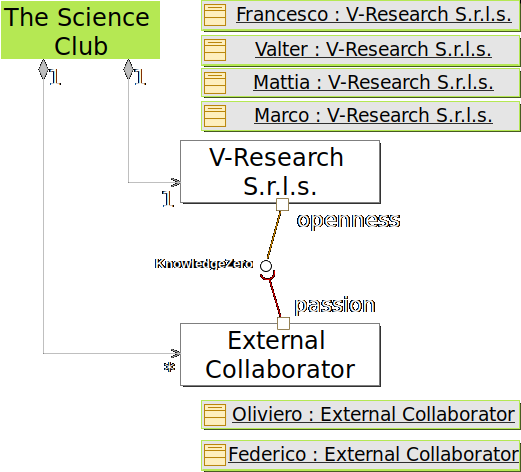 The Science
Club
Francesco : V-Research S.r.l.s.
Valter : V-Research S.r.l.s.
Mattia : V-Research S.r.l.s.
Marco : V-Research S.r.l.s.
1
1
V-Research
S.r.l.s.
1
openness
KnowledgeZero
passion
External
Collaborator
*
Oliviero : External Collaborator
Federico : External Collaborator